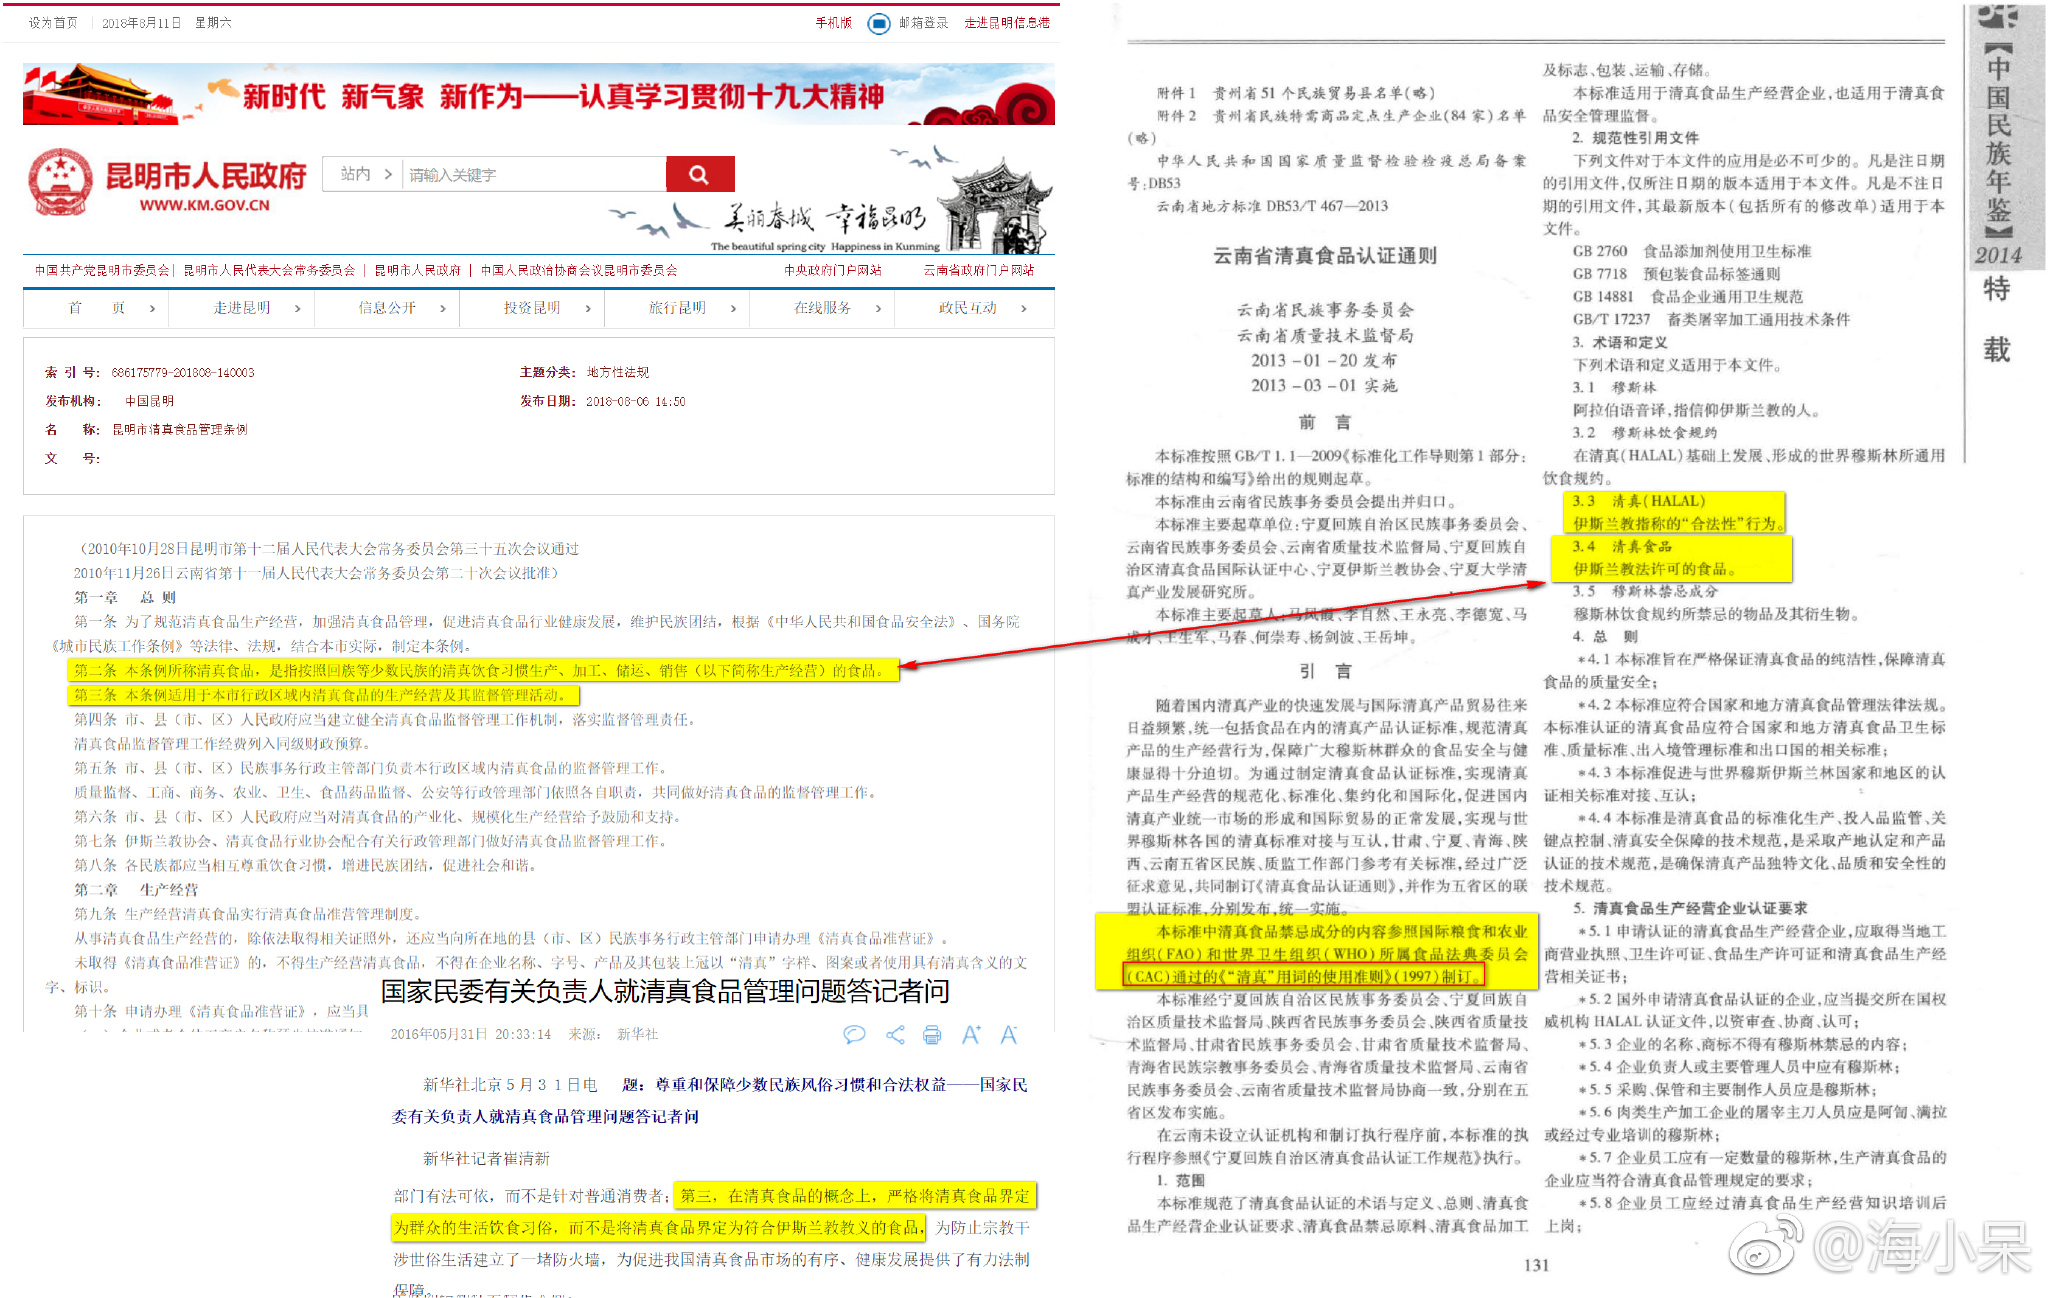 设为首页 2018年8月11日 星期六
手机版 邮箱登录 走进昆明信息港
新时代 新气象 新作为——认真学习贯彻十九大精神
昆明市人民政府
WWW.KM.GOV.CN
站内 请输入关键字
美丽春城 幸福昆明
The beautiful spring city Happiness in Kunming
中国共产党昆明市委员会| 昆明市人民代表大会常务委员会 | 昆明市人民政府 | 中国人民政治协商会议昆明市委员会
中央政府门户网站 云南省政府门户网站
首 页 走进昆明 信息公开 投资昆明 旅行昆明 在线服务 政民互动
索 引 号： 686175779-201808-140003
主题分类： 地方性法规
发布机构： 中国昆明
发布日期： 2018-08-06 14:50
名 称： 昆明市清真食品管理条例
文 号：
（2010年10月28日昆明市第十二届人民代表大会常务委员会第三十五次会议通过
2010年11月26日云南省第十一届人民代表大会常务委员会第二十次会议批准）
第一章 总 则
第一条 为了规范清真食品生产经营，加强清真食品管理，促进清真食品行业健康发展，维护民族团结，根据《中华人民共和国食品安全法》、国务院
《城市民族工作条例》等法律、法规，结合本市实际，制定本条例。
第二条 本条例所称清真食品，是指按照回族等少数民族的清真饮食习惯生产、加工、储运、销售（以下简称生产经营）的食品。
第三条 本条例适用于本市行政区域内清真食品的生产经营及其监督管理活动。
第四条 市、县（市、区）人民政府应当建立健全清真食品监督管理工作机制，落实监督管理责任。
清真食品监督管理工作经费列入同级财政预算。
第五条 市、县（市、区）民族事务行政主管部门负责本行政区域内清真食品的监督管理工作。
质量监督、工商、商务、农业、卫生、食品药品监督、公安等行政管理部门依照各自职责，共同做好清真食品的监督管理工作。
第六条 市、县（市、区）人民政府应当对清真食品的产业化、规模化生产经营给予鼓励和支持。
第七条 伊斯兰教协会、清真食品行业协会配合有关行政管理部门做好清真食品监督管理工作。
第八条 各民族都应当相互尊重饮食习惯，增进民族团结，促进社会和谐。
第二章 生产经营
第九条 生产经营清真食品实行清真食品准营管理制度。
从事清真食品生产经营的，除依法取得相关证照外，还应当向所在地的县（市、区）民族事务行政主管部门申请办理《清真食品准营证》。
未取得《清真食品准营证》的，不得生产经营清真食品，不得在企业名称、字号、产品及其包装上冠以“清真”字样、图案或者使用具有清真含义的文
字、标识。
第十条 申请办理《清真食品准营证》，应当具
国家民委有关负责人就清真食品管理问题答记者问
2016年05月31日 20:33:14 来源： 新华社
新华社北京５月３１日电 题：尊重和保障少数民族风俗习惯和合法权益——国家民
委有关负责人就清真食品管理问题答记者问
新华社记者崔清新
部门有法可依，而不是针对普通消费者；第三，在清真食品的概念上，严格将清真食品界定
为群众的生活饮食习俗，而不是将清真食品界定为符合伊斯兰教教义的食品，为防止宗教干
涉世俗生活建立了一堵防火墙，为促进我国清真食品市场的有序、健康发展提供了有力法制
保障。
附件1 贵州省51个民族贸易县名单(略)
附件2 贵州省民族特需商品定点生产企业(84家)名单
(略)
中华人民共和国国家质量监督检验检疫总局备案
号:DB53
云南省地方标准 DB53/T 467—2013
云南省清真食品认证通则
云南省民族事务委员会
云南省质量技术监督局
2013-01-20 发布
2013-03-01 实施
前 言
本标准按照GB/T 1.1—2009《标准化工作导则第1部分:
标准的结构和编写》给出的规则起草。
本标准由云南省民族事务委员会提出并归口。
本标准主要起草单位:宁夏回族自治区民族事务委员会、
云南省民族事务委员会、云南省质量技术监督局、宁夏回族自
治区清真食品国际认证中心、宁夏伊斯兰教协会、宁夏大学清
真产业发展研究所。
本标准主要起草人:马凤霞、李自然、王永亮、李德宽、马
成才、王生军、马春、何崇寿、杨剑波、王岳坤。
引 言
随着国内清真产业的快速发展与国际清真产品贸易往来
日益频繁,统一包括食品在内的清真产品认证标准,规范清真
产品的生产经营行为,保障广大穆斯林群众的食品安全与健
康显得十分迫切。为通过制定清真食品认证标准,实现清真
产品生产经营的规范化、标准化、集约化和国际化,促进国内
清真产业统一市场的形成和国际贸易的正常发展,实现与世
界穆斯林各国的清真标准对接与互认,甘肃、宁夏、青海、陕
西、云南五省区民族、质监工作部门参考有关标准,经过广泛
征求意见,共同制订《清真食品认证通则》,并作为五省区的联
盟认证标准,分别发布,统一实施。
本标准中清真食品禁忌成分的内容参照国际粮食和农业
组织(FAO)和世界卫生组织(WHO)所属食品法典委员会
(CAC)通过的《“清真”用词的使用准则》(1997)制订。
本标准经宁夏回族自治区民族事务委员会、宁夏回族自
治区质量技术监督局、陕西省民族事务委员会、陕西省质量技
术监督局、甘肃省民族事务委员会、甘肃省质量技术监督局、
青海省民族宗教事务委员会、青海省质量技术监督局、云南省
民族事务委员会、云南省质量技术监督局协商一致,分别在五
省区发布实施。
在云南未设立认证机构和制订执行程序前,本标准的执
行程序参照《宁夏回族自治区清真食品认证工作规范》执行。
1. 范围
本标准规范了清真食品认证的术语与定义、总则、清真食
品生产经营企业认证要求、清真食品禁忌原料、清真食品加工
及标志、包装、运输、存储。
本标准适用于清真食品生产经营企业,也适用于清真食
品安全管理监督。
2. 规范性引用文件
下列文件对于本文件的应用是必不可少的。凡是注日期
的引用文件,仅所注日期的版本适用于本文件。凡是不注日
期的引用文件,其最新版本(包括所有的修改单)适用于本
文件。
GB 2760 食品添加剂使用卫生标准
GB 7718 预包装食品标签通则
GB 14881 食品企业通用卫生规范
GB/T 17237 畜类屠宰加工通用技术条件
3. 术语和定义
下列术语和定义适用于本文件。
3.1 穆斯林
阿拉伯语音译,指信仰伊斯兰教的人。
3.2 穆斯林饮食规约
在清真(HALAL)基础上发展、形成的世界穆斯林所通用
饮食规约。
3.3 清真(HALAL)
伊斯兰教指称的“合法性”行为。
3.4 清真食品
伊斯兰教法许可的食品。
3.5 穆斯林禁忌成分
穆斯林饮食规约所禁忌的物品及其衍生物。
4. 总 则
*4.1 本标准旨在严格保证清真食品的纯洁性,保障清真
食品的质量安全;
*4.2 本标准应符合国家和地方清真食品管理法律法规。
本标准认证的清真食品应符合国家和地方清真食品卫生标
准、质量标准、出入境管理标准和出口国的相关标准;
*4.3 本标准促进与世界穆斯伊斯兰林国家和地区的认
证相关标准对接、互认;
*4.4 本标准是清真食品的标准化生产、投入品监管、关
键点控制、清真安全保障的技术规范,是采取产地认定和产品
认证的技术规范,是确保清真产品独特文化、品质和安全性的
技术规范。
5. 清真食品生产经营企业认证要求
*5.1 申请认证的清真食品生产经营企业,应取得当地工
商营业执照、卫生许可证、食品生产许可证和清真食品生产经
营相关证书;
*5.2 国外申请清真食品认证的企业,应当提交所在国权
威机构HALAL认证文件,以资审查、协商、认可;
*5.3 企业的名称、商标不得有穆斯林禁忌的内容;
*5.4 企业负责人或主要管理人员中应有穆斯林;
*5.5 采购、保管和主要制作人员应是穆斯林;
*5.6 肉类生产加工企业的屠宰主刀人员应是阿訇、满拉
或经过专业培训的穆斯林;
*5.7 企业员工应有一定数量的穆斯林,生产清真食品的
企业应当符合清真食品管理规定的要求;
*5.8 企业员工应经过清真食品生产经营知识培训后
上岗;
131
【中国民族年鉴】
2014
特载
@海小呆